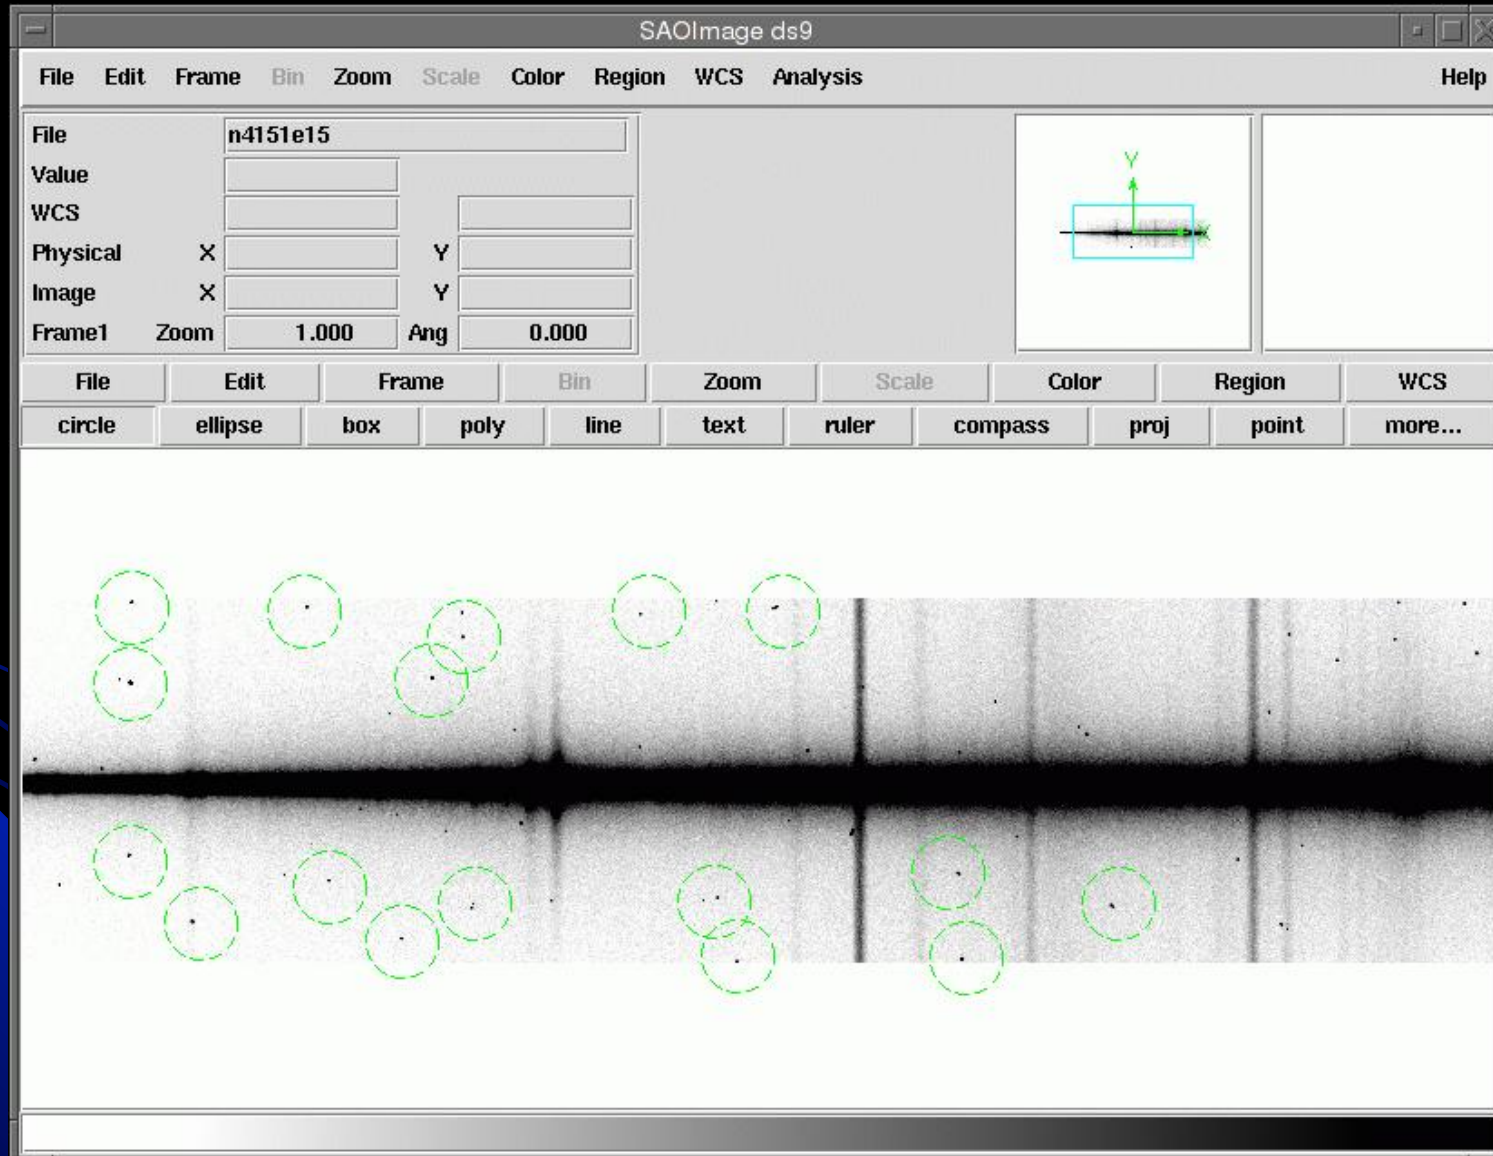 SAOImage ds9
File Edit Frame Bin Zoom Scale Color Region WCS Analysis Help
File n4151e15
Value
WCS
Physical X Y
Image X Y
Frame1 Zoom 1.000 Ang 0.000
Y
X
File Edit Frame Bin Zoom Scale Color Region WCS
circle ellipse box poly line text ruler compass proj point more...